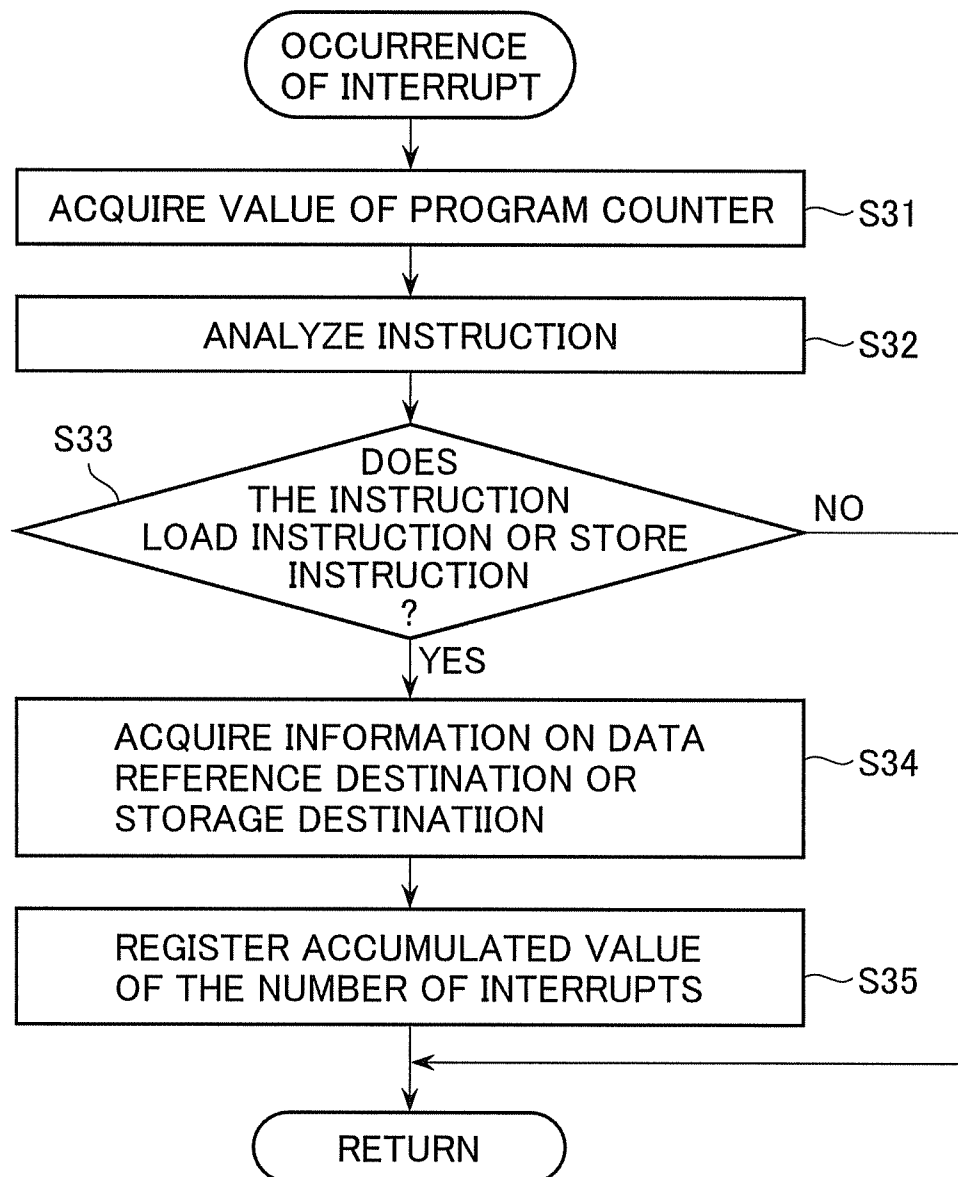 OCCURRENCE
OF INTERRUPT
ACQUIRE VALUE OF PROGRAM COUNTER
S31
ANALYZE INSTRUCTION
S32
S33
DOES
THE INSTRUCTION
LOAD INSTRUCTION OR STORE
INSTRUCTION
?
NO
YES
ACQUIRE INFORMATION ON DATA
REFERENCE DESTINATION OR
STORAGE DESTINATIION
S34
REGISTER ACCUMULATED VALUE
OF THE NUMBER OF INTERRUPTS
S35
RETURN